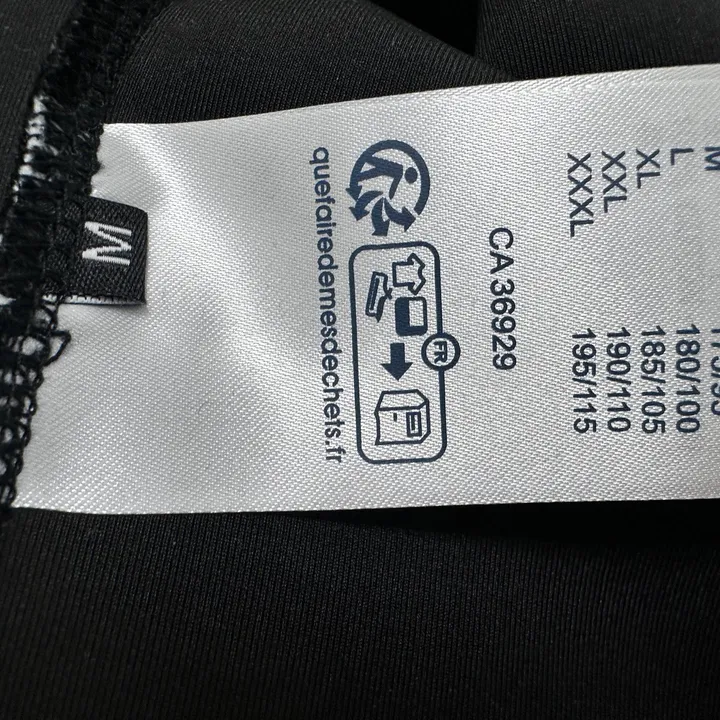 M
L 180/100
XL 185/105
XXL 190/110
XXXL 195/115
CA36929
FR
quefairedemesdechets.fr
M